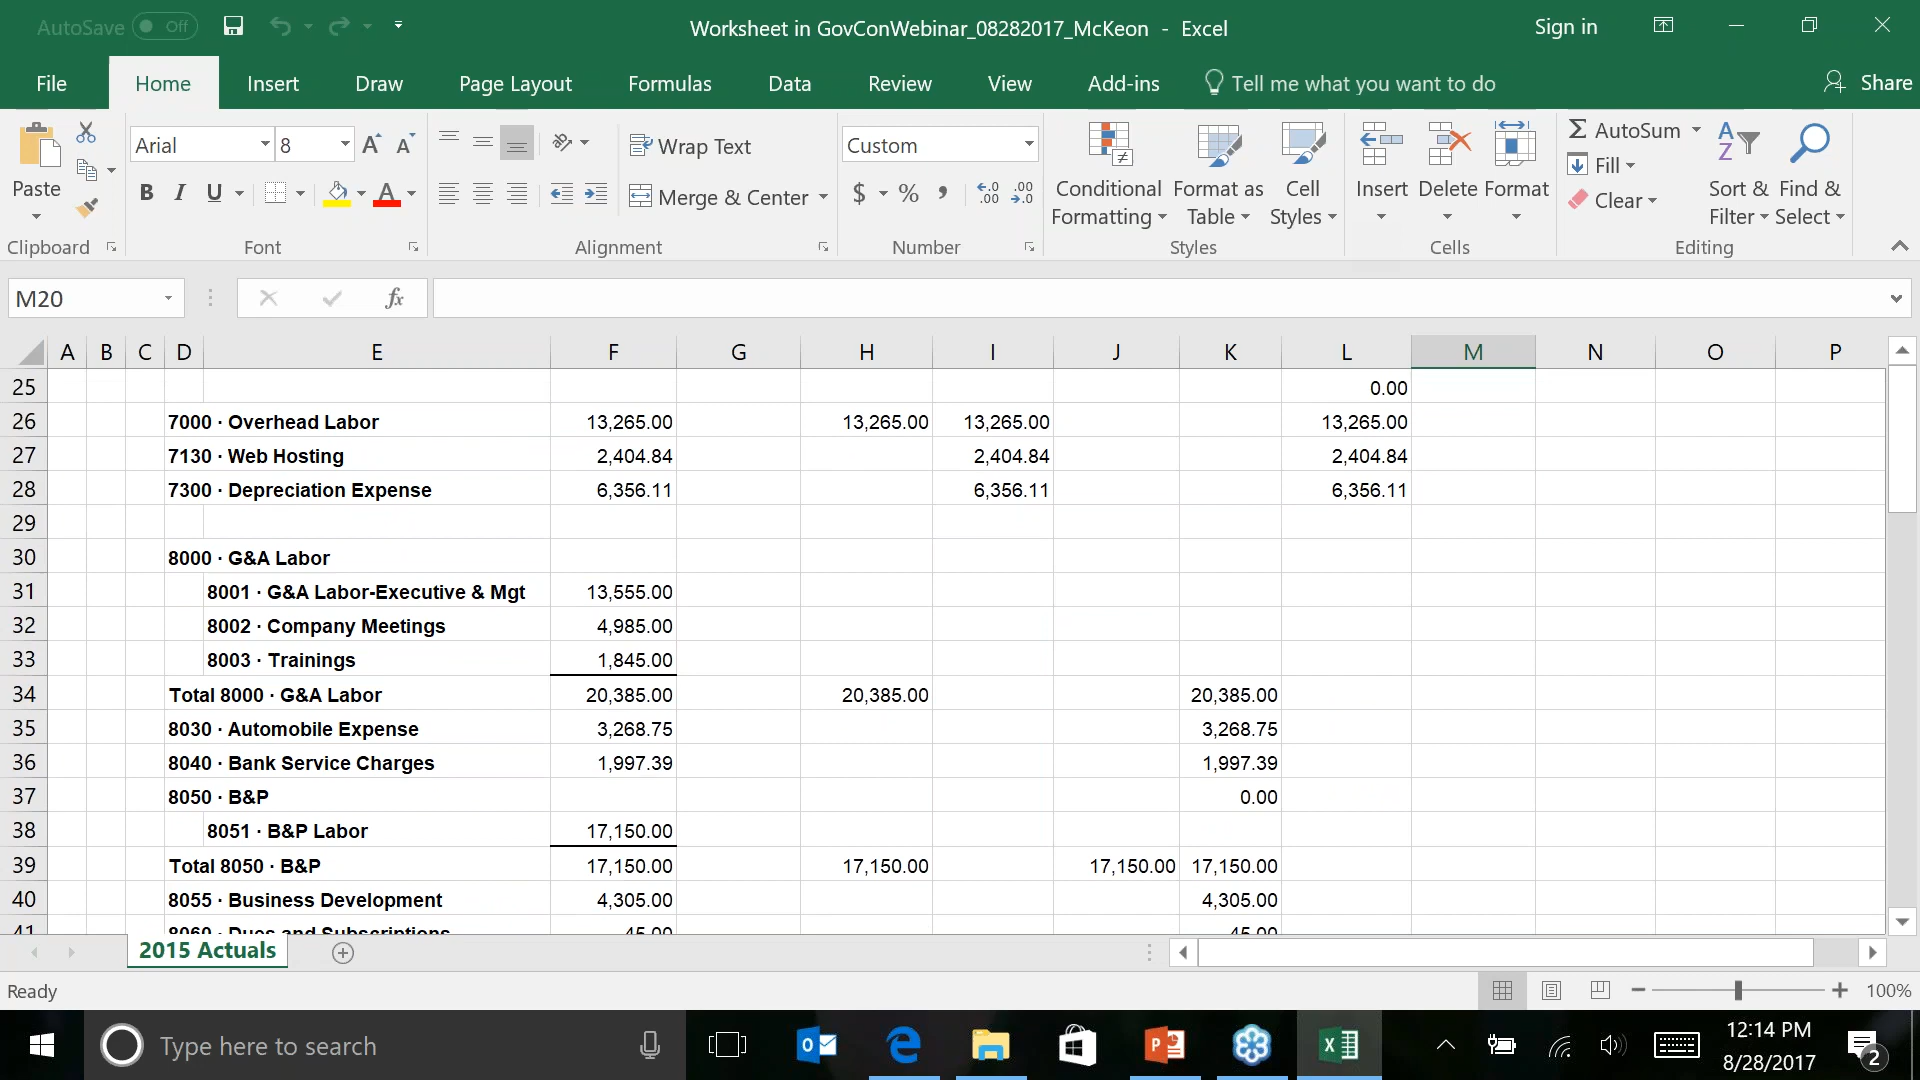 AutoSave Off
Worksheet in GovConWebinar_08282017_McKeon - Excel
Sign in
File Home Insert Draw Page Layout Formulas Data Review View Add-ins Tell me what you want to do Share
Paste
Clipboard
Arial 8
B I U A
Font
Wrap Text
Merge & Center
Alignment
Custom
$ % ,
Number
Conditional Formatting
Format as Table
Cell Styles
Styles
Insert Delete Format
Cells
AutoSum
Fill
Clear
Sort & Filter
Find & Select
Editing
M20 fx
A B C D E F G H I J K L M N O P
25 0.00
26 7000 · Overhead Labor 13,265.00 13,265.00 13,265.00 13,265.00
27 7130 · Web Hosting 2,404.84 2,404.84 2,404.84
28 7300 · Depreciation Expense 6,356.11 6,356.11 6,356.11
29
30 8000 · G&A Labor
31 8001 · G&A Labor-Executive & Mgt 13,555.00
32 8002 · Company Meetings 4,985.00
33 8003 · Trainings 1,845.00
34 Total 8000 · G&A Labor 20,385.00 20,385.00 20,385.00
35 8030 · Automobile Expense 3,268.75 3,268.75
36 8040 · Bank Service Charges 1,997.39 1,997.39
37 8050 · B&P 0.00
38 8051 · B&P Labor 17,150.00
39 Total 8050 · B&P 17,150.00 17,150.00 17,150.00 17,150.00
40 8055 · Business Development 4,305.00 4,305.00
41 8060 · Dues and Subscriptions 45.00 45.00
2015 Actuals
Ready
100%
Type here to search
12:14 PM
8/28/2017
2